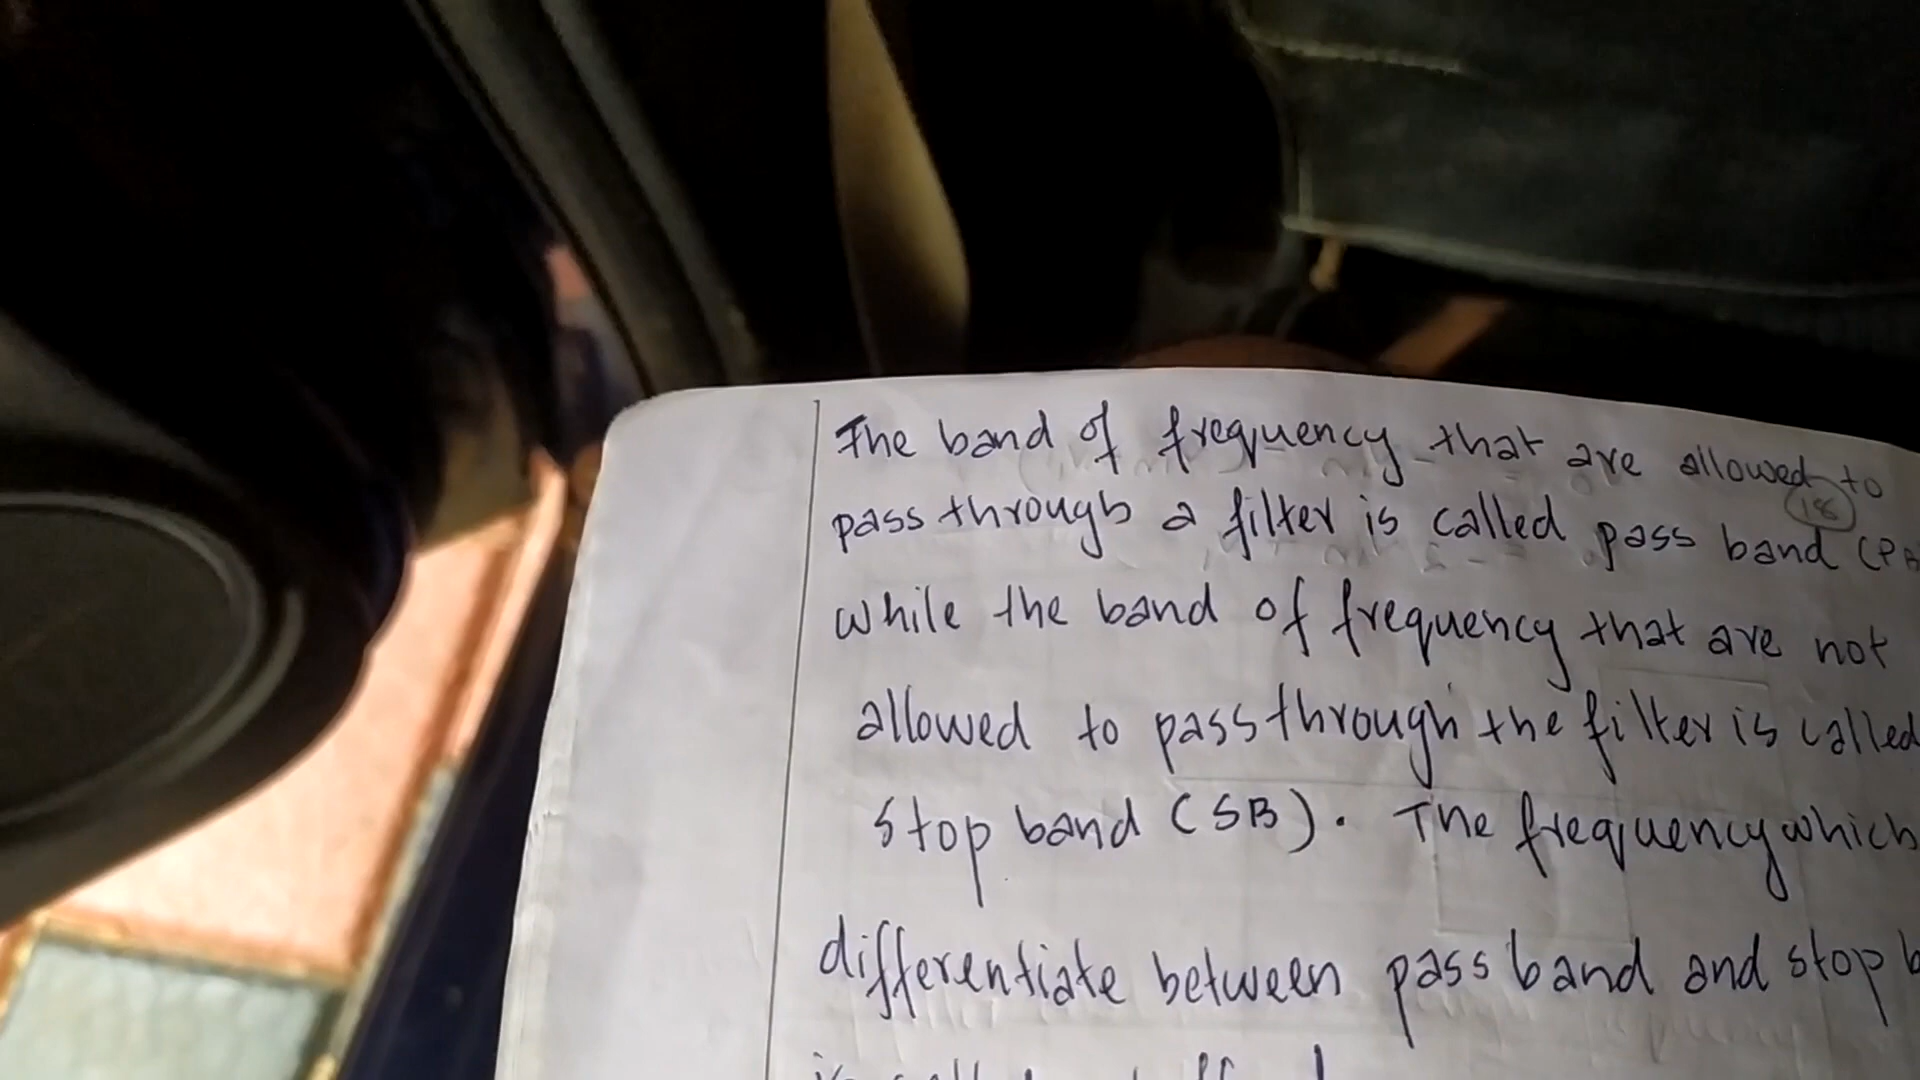 The band of frequency that are allowed to
18
pass through a filter is called pass band (P
while the band of frequency that are not
allowed to pass through the filter is called
stop band (SB). The frequency which
differentiate between pass band and stop b